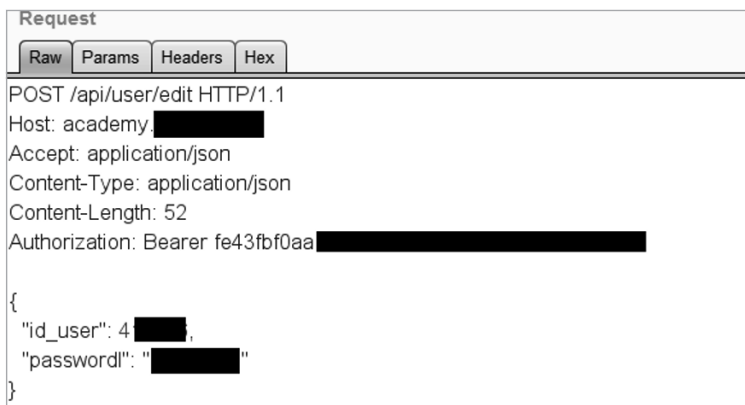 Request
Raw Params Headers Hex
POST /api/user/edit HTTP/1.1
Host: academy.
Accept: application/json
Content-Type: application/json
Content-Length: 52
Authorization: Bearer fe43fbf0aa
{
"id_user": 4 ,
"passwordl": " "
}